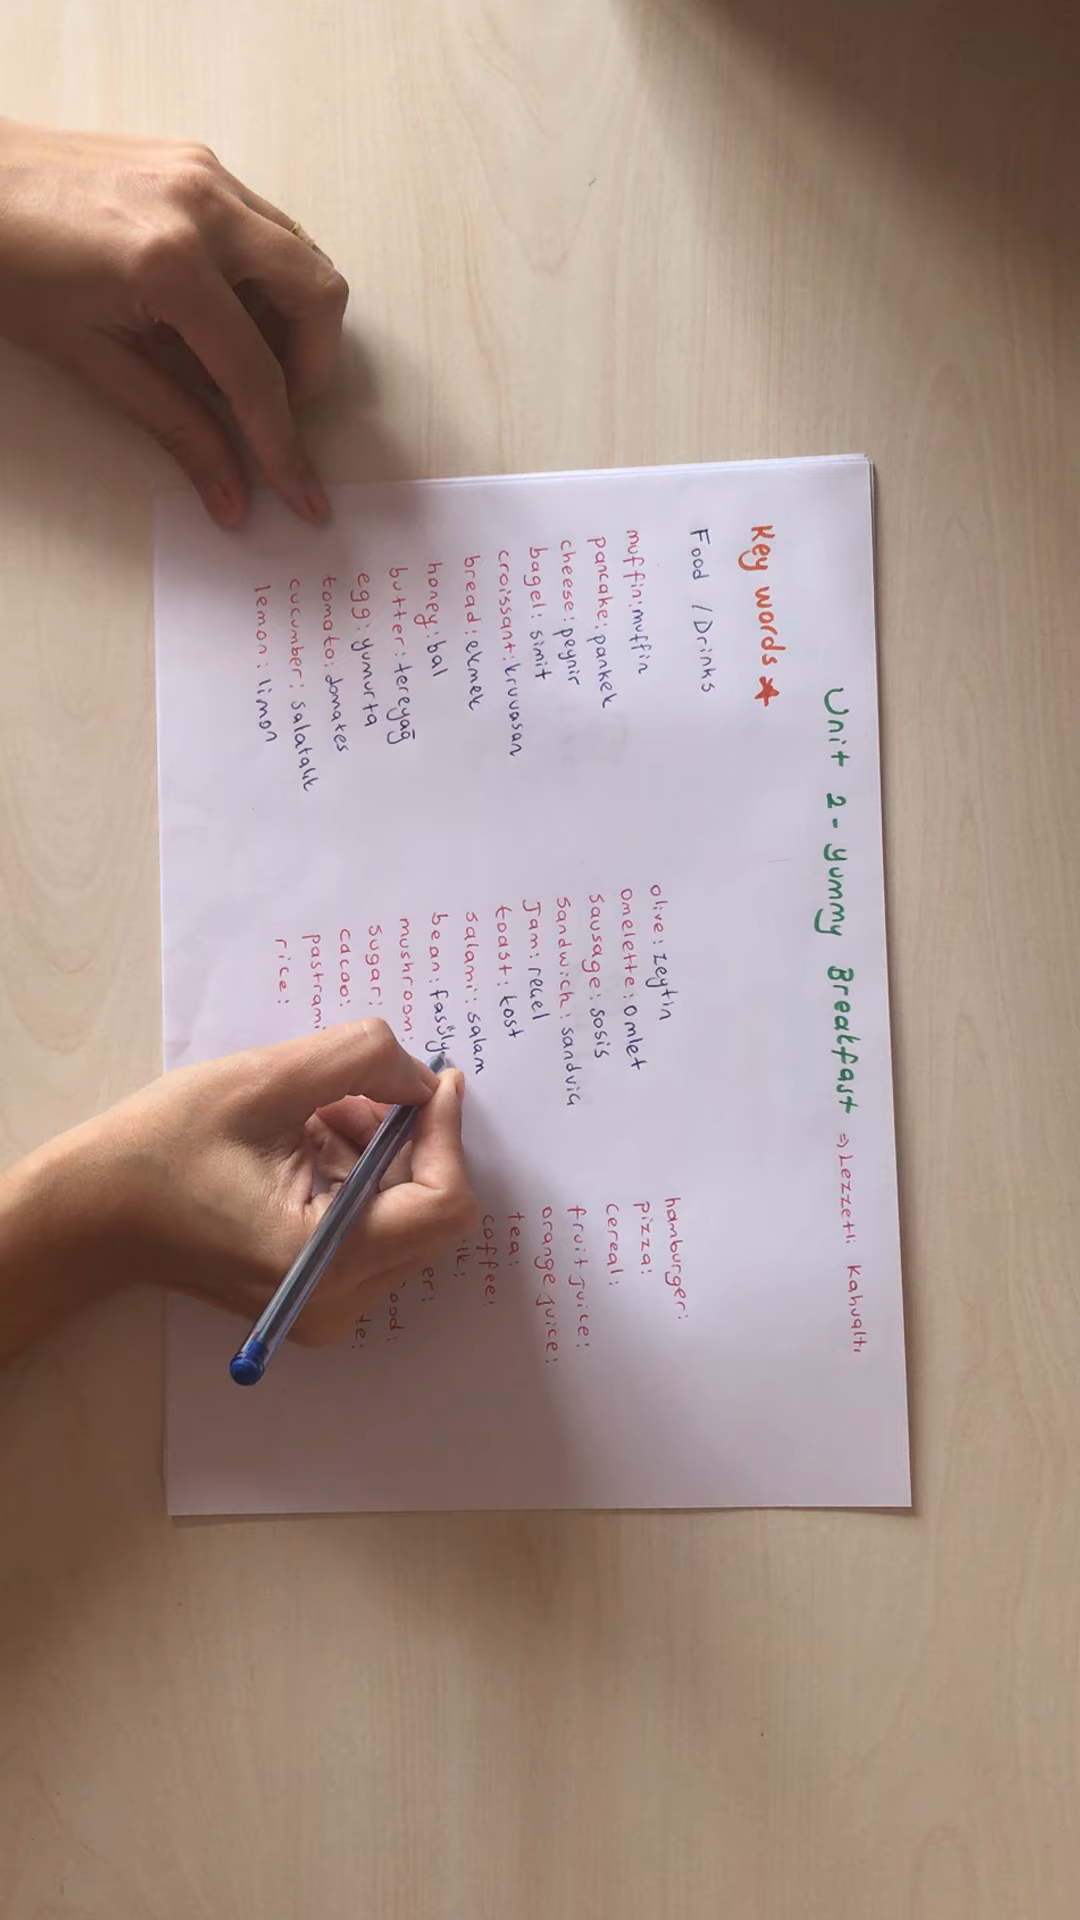 Unit 2 - Yummy Breakfast => Lezzetli Kahvaltı
Key words ★
Food / Drinks
muffin: muffin
pancake: pankek
cheese: peynir
bagel: simit
croissant: kruvasan
bread: ekmek
honey: bal
butter: tereyağ
egg: yumurta
tomato: domates
cucumber: salatalık
lemon: limon
olive: zeytin
omelette: omlet
sausage: sosis
sandwich: sandviç
Jam: reçel
toast: tost
salami: salam
bean: fasüly
mushroom:
sugar:
cacao:
pastrami
rice:
hamburger:
pizza:
cereal:
fruit juice:
orange juice:
tea:
coffee: